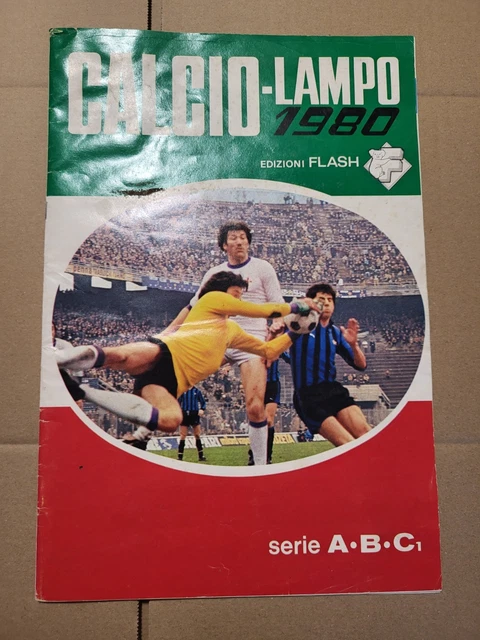 CALCIO-LAMPO
1980
EDIZIONI FLASH
serie A•B•C1